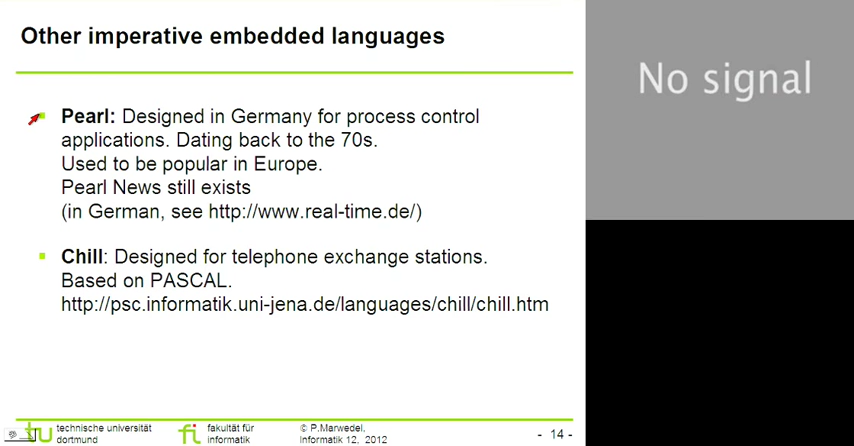 Other imperative embedded languages
No signal
Pearl: Designed in Germany for process control
applications. Dating back to the 70s.
Used to be popular in Europe.
Pearl News still exists
(in German, see http://www.real-time.de/)
Chill: Designed for telephone exchange stations.
Based on PASCAL.
http://psc.informatik.uni-jena.de/languages/chill/chill.htm
tu technische universität
dortmund
fi fakultät für
informatik
© P.Marwedel,
Informatik 12, 2012
- 14 -